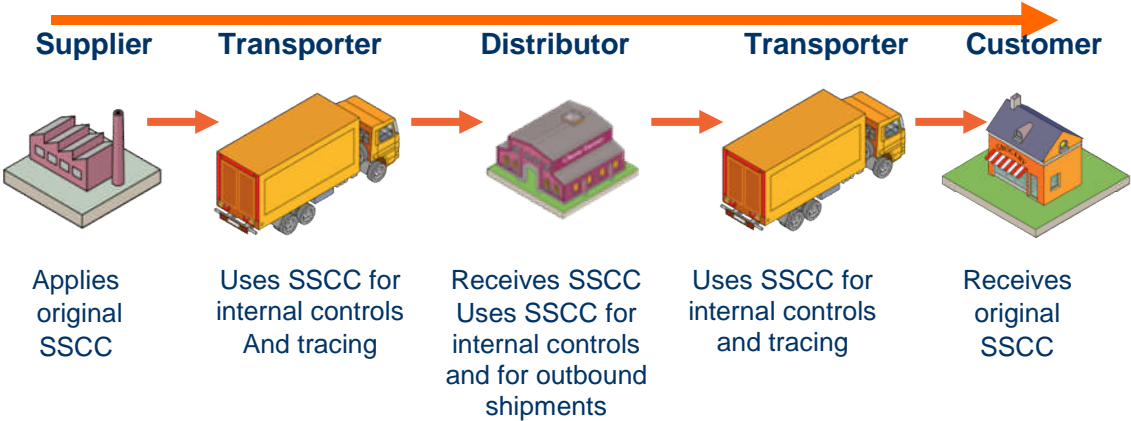 Supplier
Transporter
Distributor
Transporter
Customer
Applies
original
SSCC
Uses SSCC for
internal controls
And tracing
Receives SSCC
Uses SSCC for
internal controls
and for outbound
shipments
Uses SSCC for
internal controls
and tracing
Receives
original
SSCC